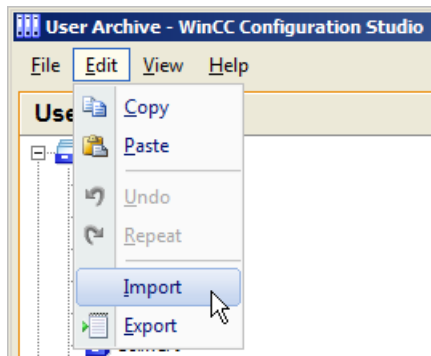 User Archive - WinCC Configuration Studio
File Edit View Help
Use
Copy
Paste
Undo
Repeat
Import
Export